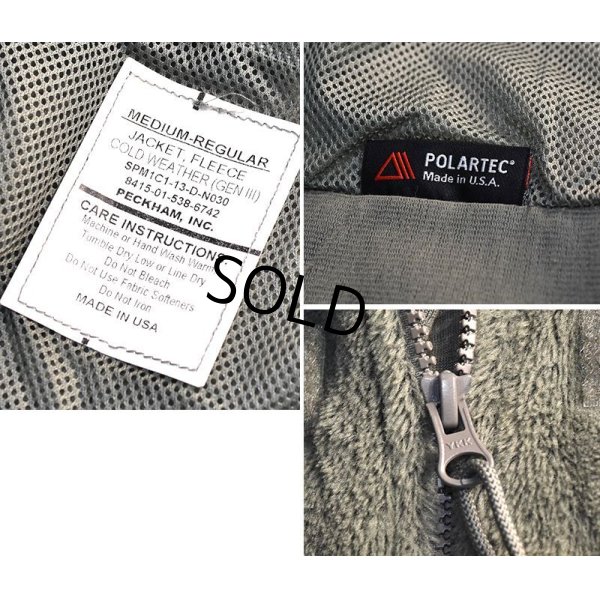 MEDIUM-REGULAR
JACKET, FLEECE
COLD WEATHER (GEN III)
SPM1C1-13-D-N030
8415-01-538-6742
PECKHAM, INC.
CARE INSTRUCTIONS:
Machine or Hand Wash Warm
Tumble Dry Low or Line Dry
Do Not Bleach
Do Not Use Fabric Softeners
Do Not Iron
MADE IN USA
POLARTEC®
Made in U.S.A.
SOLD
YKK